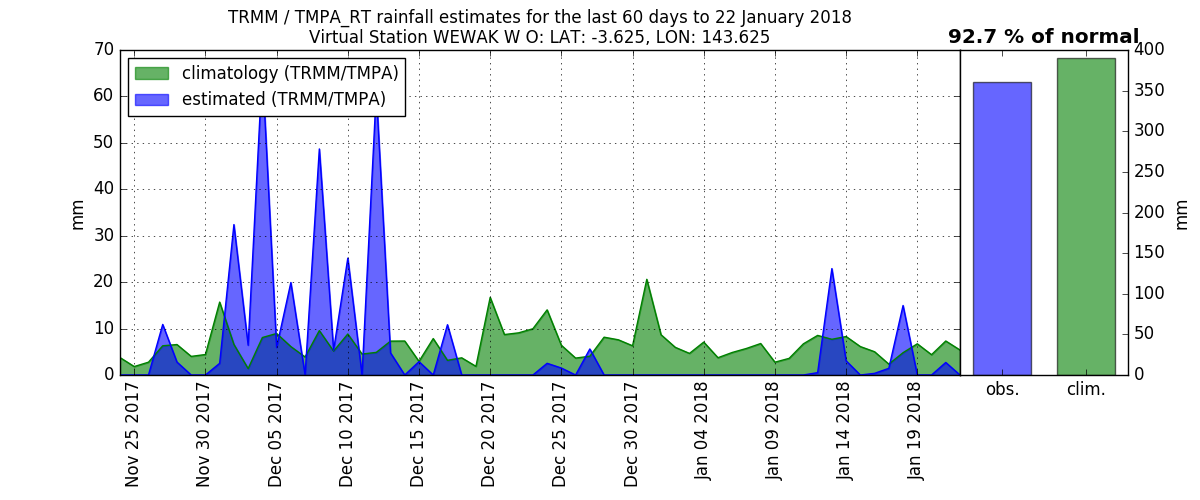 TRMM / TMPA_RT rainfall estimates for the last 60 days to 22 January 2018
Virtual Station WEWAK W O: LAT: -3.625, LON: 143.625
92.7 % of normal
climatology (TRMM/TMPA)
estimated (TRMM/TMPA)
70
60
50
40
30
20
10
0
mm
Nov 25 2017
Nov 30 2017
Dec 05 2017
Dec 10 2017
Dec 15 2017
Dec 20 2017
Dec 25 2017
Dec 30 2017
Jan 04 2018
Jan 09 2018
Jan 14 2018
Jan 19 2018
400
350
300
250
200
150
100
50
0
mm
obs.
clim.